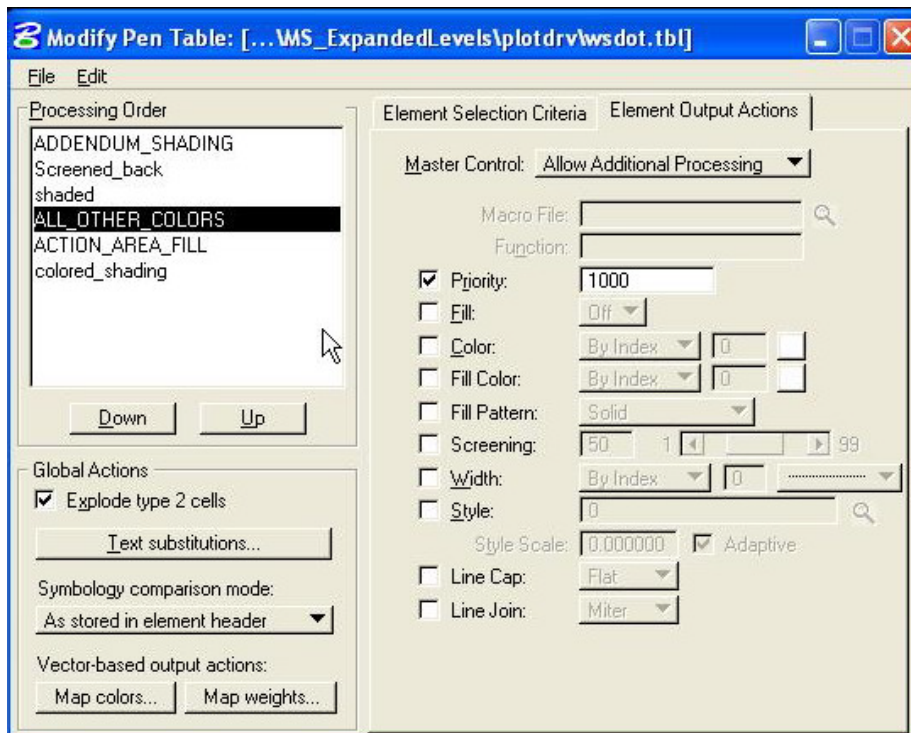 Modify Pen Table: [...\MS_ExpandedLevels\plotdrv\wsdot.tbl]
File Edit
Processing Order
ADDENDUM_SHADING
Screened_back
shaded
ALL_OTHER_COLORS
ACTION_AREA_FILL
colored_shading
Down Up
Global Actions
Explode type 2 cells
Text substitutions...
Symbology comparison mode:
As stored in element header
Vector-based output actions:
Map colors... Map weights...
Element Selection Criteria Element Output Actions
Master Control: Allow Additional Processing
Macro File:
Function:
Priority: 1000
Fill: Off
Color: By Index 0
Fill Color: By Index 0
Fill Pattern: Solid
Screening: 50 1 99
Width: By Index 0
Style: 0
Style Scale: 0.000000 Adaptive
Line Cap: Flat
Line Join: Miter